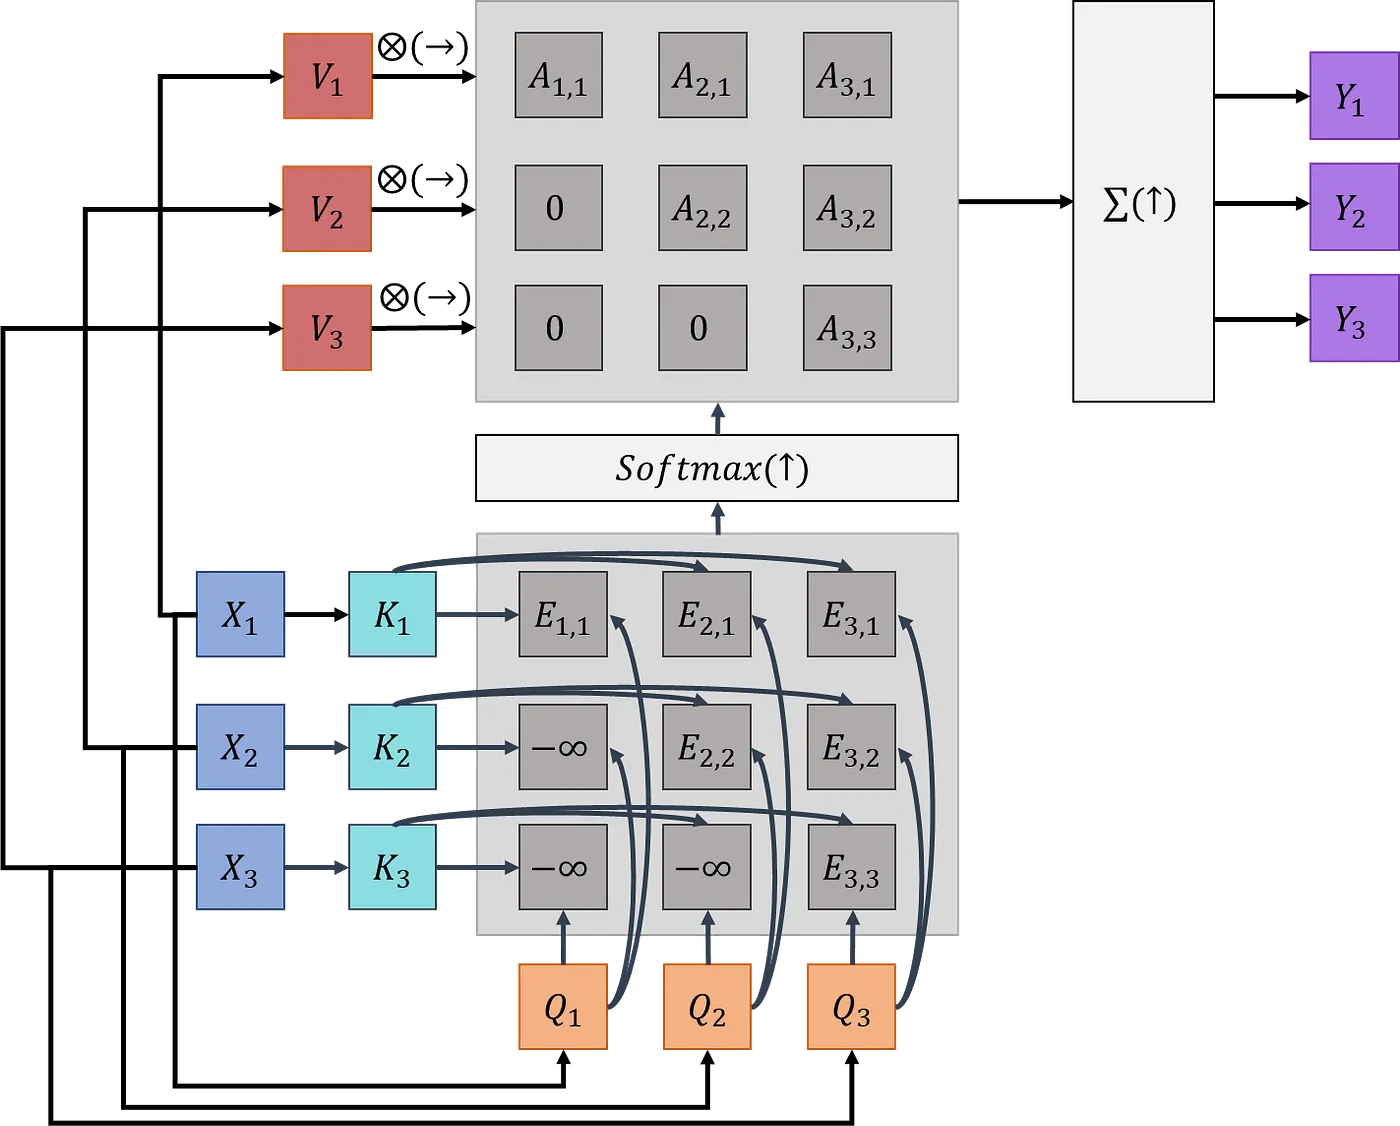 V₁ ⊗(→) A₁,₁ A₂,₁ A₃,₁ Y₁
V₂ ⊗(→) 0 A₂,₂ A₃,₂ Σ(↑) Y₂
V₃ ⊗(→) 0 0 A₃,₃ Y₃
Softmax(↑)
X₁ K₁ E₁,₁ E₂,₁ E₃,₁
X₂ K₂ −∞ E₂,₂ E₃,₂
X₃ K₃ −∞ −∞ E₃,₃
Q₁ Q₂ Q₃